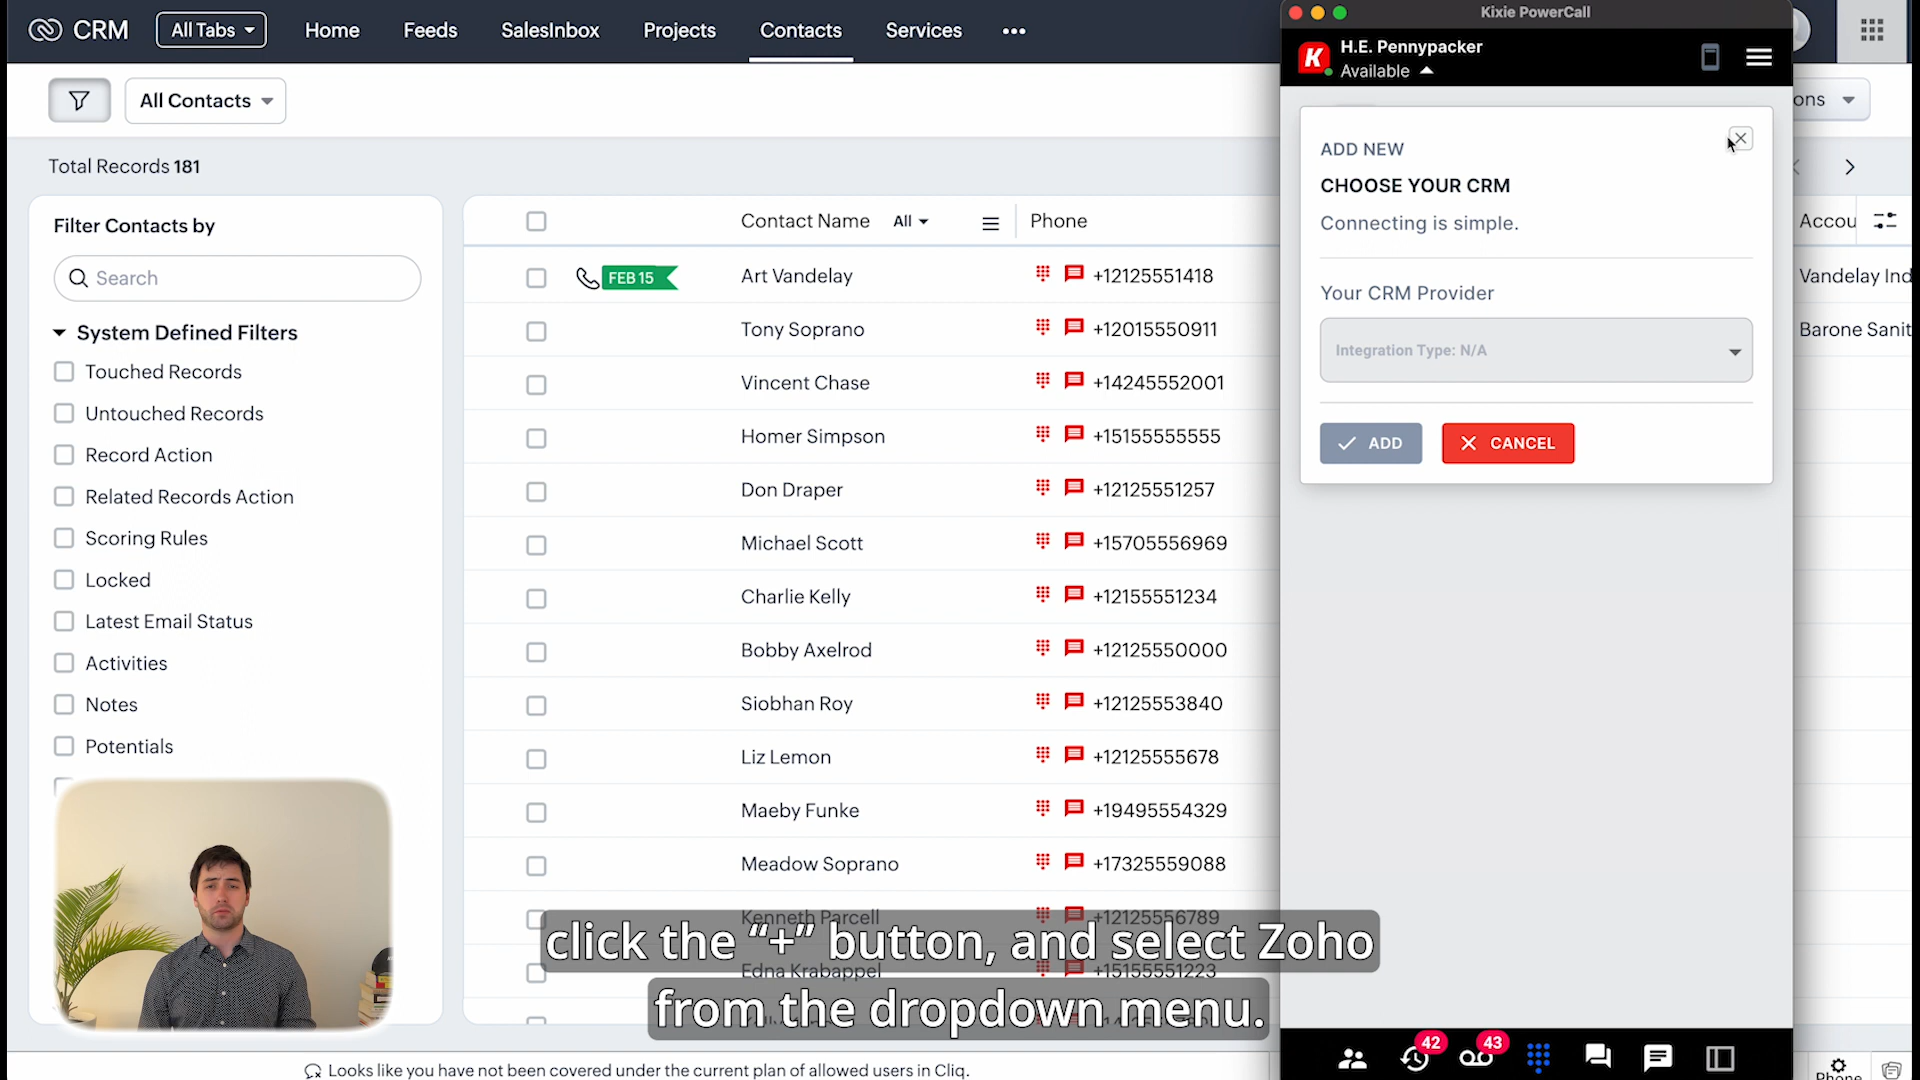 CRM
All Tabs
Home
Feeds
SalesInbox
Projects
Contacts
Services
All Contacts
ons
Total Records 181
Filter Contacts by
Search
System Defined Filters
Touched Records
Untouched Records
Record Action
Related Records Action
Scoring Rules
Locked
Latest Email Status
Activities
Notes
Potentials
Contact Name
All
Phone
Accou
FEB 15
Art Vandelay
+12125551418
Vandelay Ind
Tony Soprano
+12015550911
Barone Sanit
Vincent Chase
+14245552001
Homer Simpson
+15155555555
Don Draper
+12125551257
Michael Scott
+15705556969
Charlie Kelly
+12155551234
Bobby Axelrod
+12125550000
Siobhan Roy
+12125553840
Liz Lemon
+12125555678
Maeby Funke
+19495554329
Meadow Soprano
+17325559088
Kenneth Parcell
+12125556789
Edna Krabappel
+15155551223
click the “+” button, and select Zoho
from the dropdown menu.
Looks like you have not been covered under the current plan of allowed users in Cliq.
Kixie PowerCall
K
H.E. Pennypacker
Available
ADD NEW
CHOOSE YOUR CRM
Connecting is simple.
Your CRM Provider
Integration Type: N/A
ADD
CANCEL
42
43
Phone